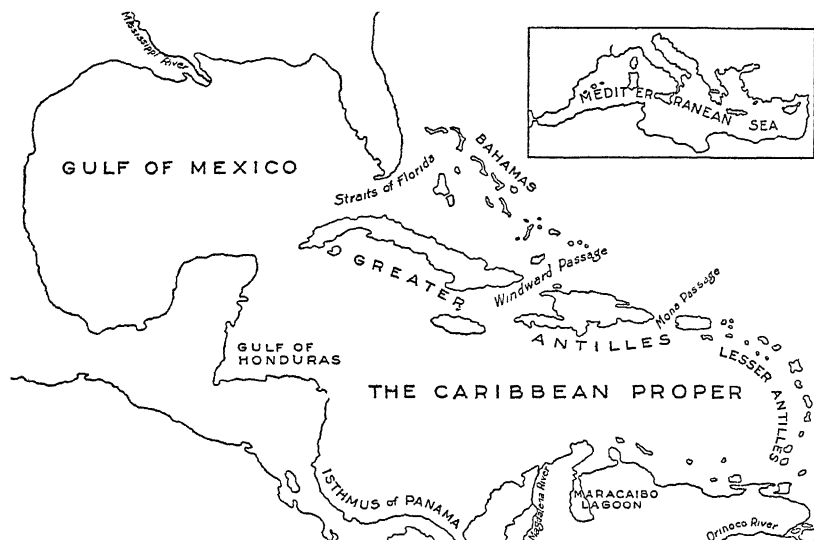 Mississippi River
MEDITERRANEAN SEA
GULF OF MEXICO
Straits of Florida
BAHAMAS
GREATER
ANTILLES
Windward Passage
Mona Passage
GULF OF
HONDURAS
LESSER ANTILLES
THE CARIBBEAN PROPER
ISTHMUS of PANAMA
Magdalena River
MARACAIBO
LAGOON
Orinoco River